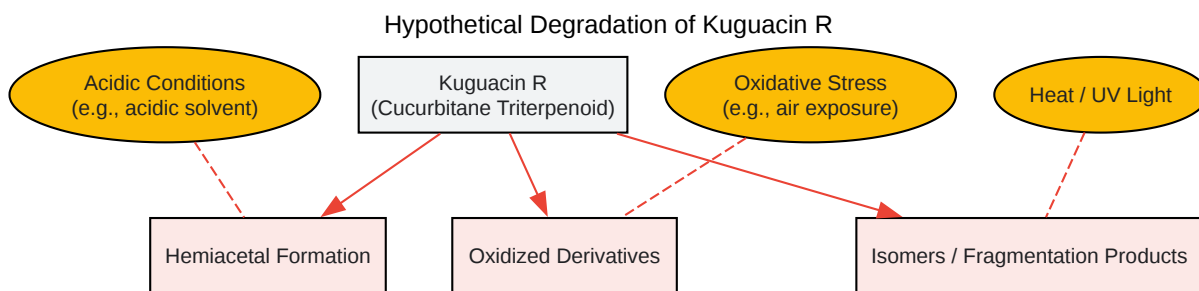 Hypothetical Degradation of Kuguacin R
Acidic Conditions
(e.g., acidic solvent)
Kuguacin R
(Cucurbitane Triterpenoid)
Oxidative Stress
(e.g., air exposure)
Heat / UV Light
Hemiacetal Formation
Oxidized Derivatives
Isomers / Fragmentation Products